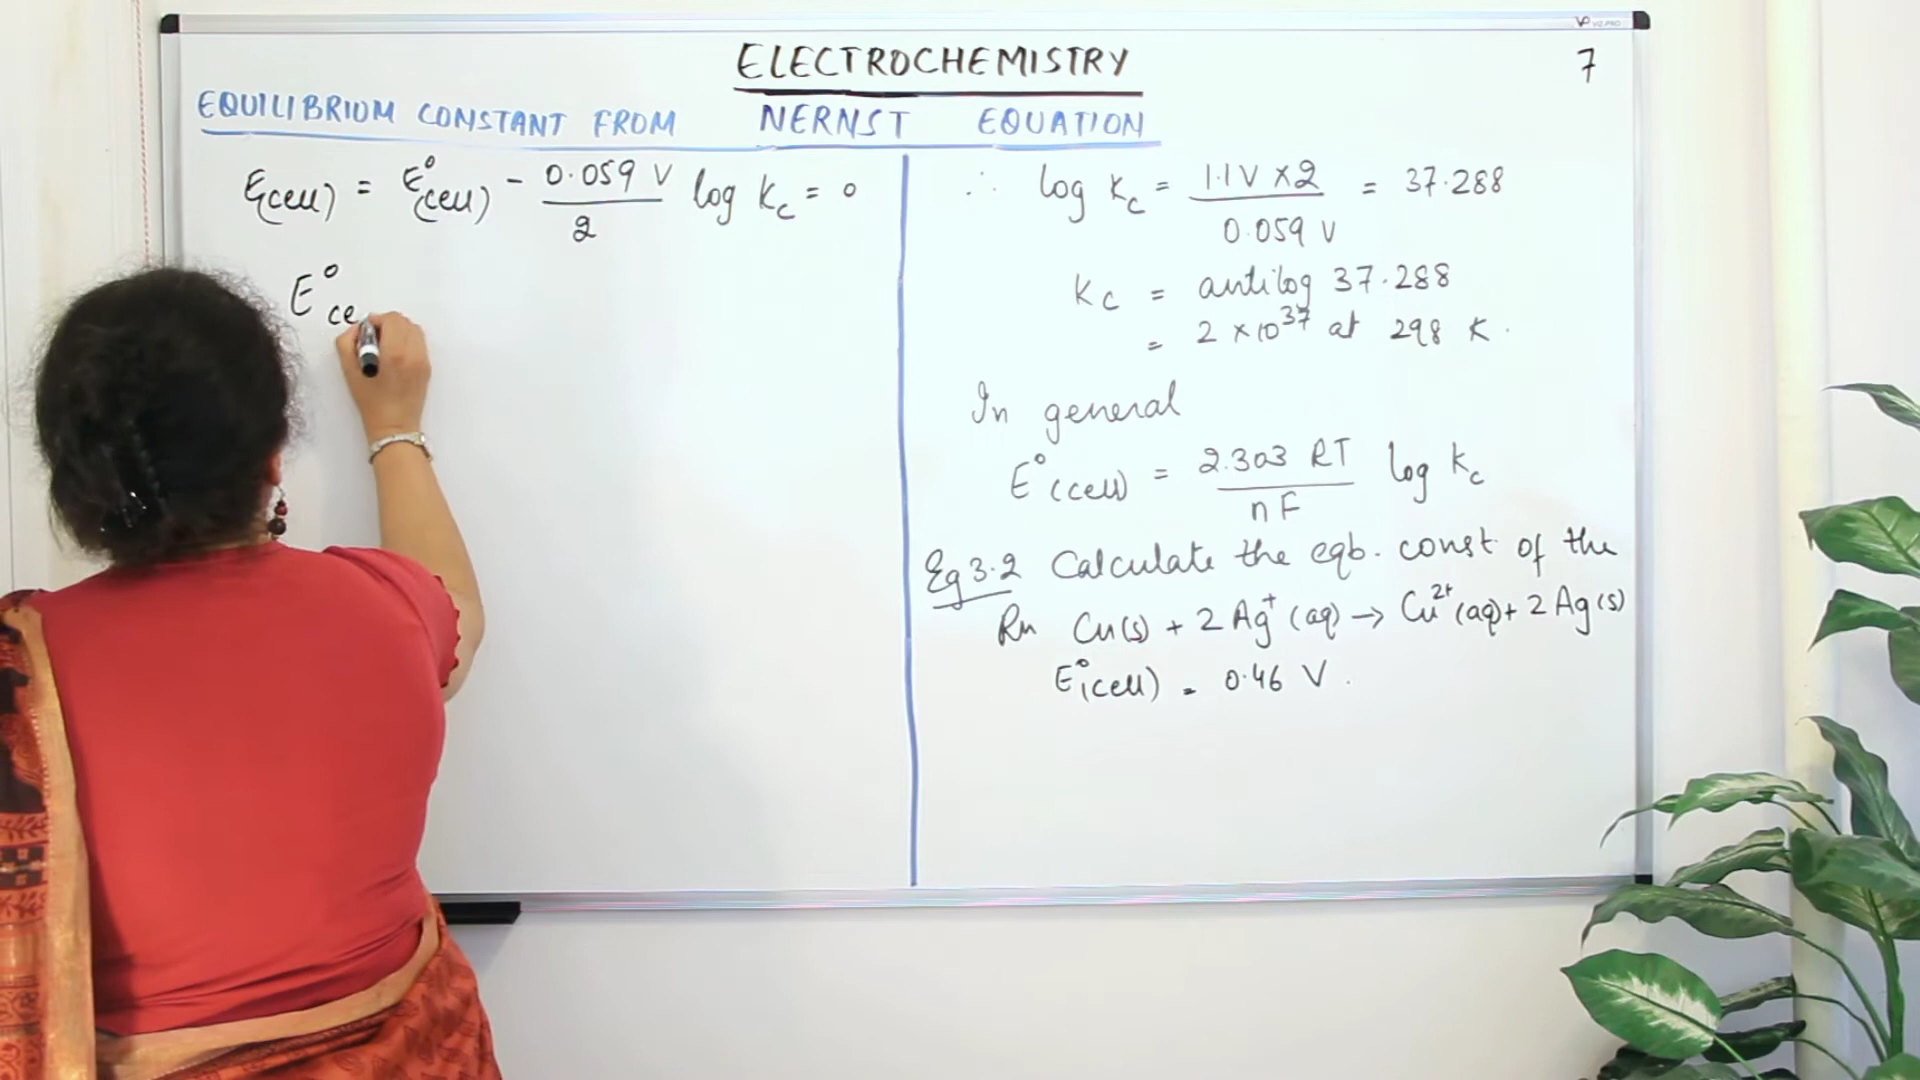 ELECTROCHEMISTRY
7
EQUILIBRIUM CONSTANT FROM NERNST EQUATION
E(cell) = E°(cell) - 0.059 V / 2 log Kc = 0
E° ce
∴ log Kc = 1.1 V x 2 / 0.059 V = 37.288
Kc = antilog 37.288
= 2 × 10³⁷ at 298 K.
In general
E°(cell) = 2.303 RT / nF log Kc
Eg 3.2 Calculate the eqb. const. of the
Rn Cu(s) + 2 Ag⁺ (aq) → Cu²⁺ (aq) + 2 Ag(s)
E°(cell) = 0.46 V.